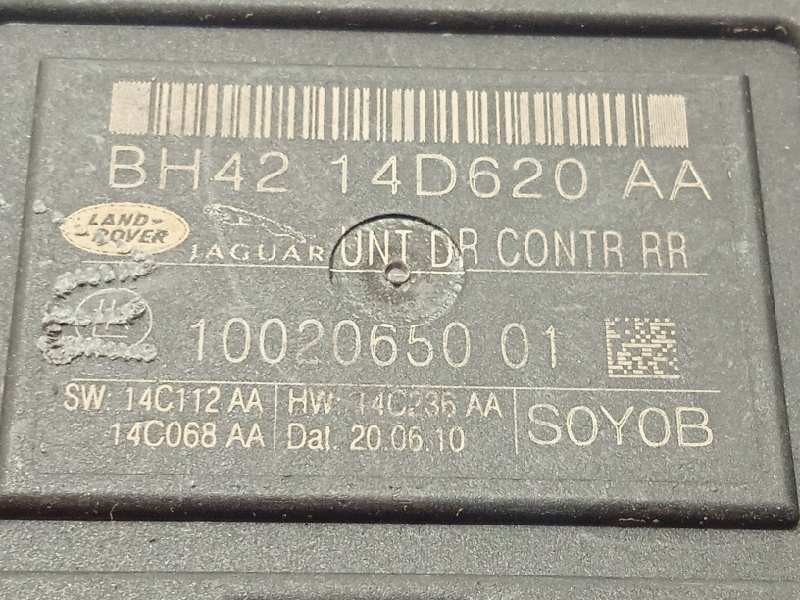 BH42 14D620 AA
LAND-
ROVER
JAGUAR UNT DR CONTR RR
10020650 01
SW: 14C112 AA HW: 14C236 AA
14C068 AA Dat. 20.06.10 SOYOB